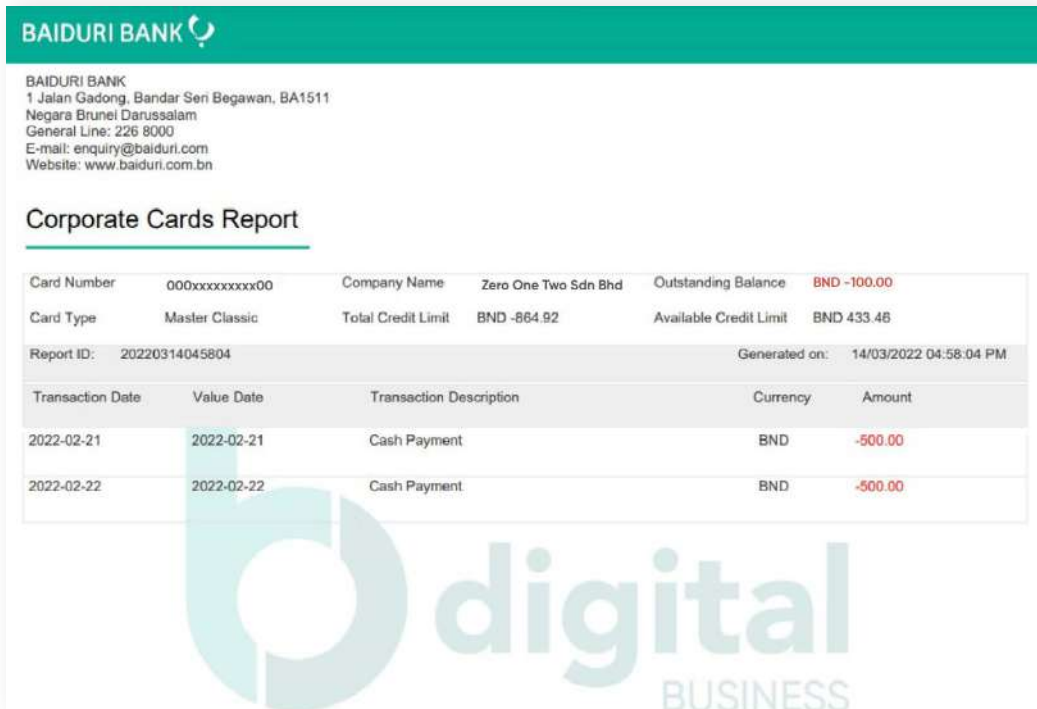 BAIDURI BANK
BAIDURI BANK
1 Jalan Gadong, Bandar Seri Begawan, BA1511
Negara Brunei Darussalam
General Line: 226 8000
E-mail: enquiry@baiduri.com
Website: www.baiduri.com.bn
Corporate Cards Report
Card Number 000xxxxxxxxx00 Company Name Zero One Two Sdn Bhd Outstanding Balance BND -100.00
Card Type Master Classic Total Credit Limit BND -864.92 Available Credit Limit BND 433.46
Report ID: 20220314045804 Generated on: 14/03/2022 04:58:04 PM
Transaction Date Value Date Transaction Description Currency Amount
2022-02-21 2022-02-21 Cash Payment BND -500.00
2022-02-22 2022-02-22 Cash Payment BND -500.00
b digital
BUSINESS